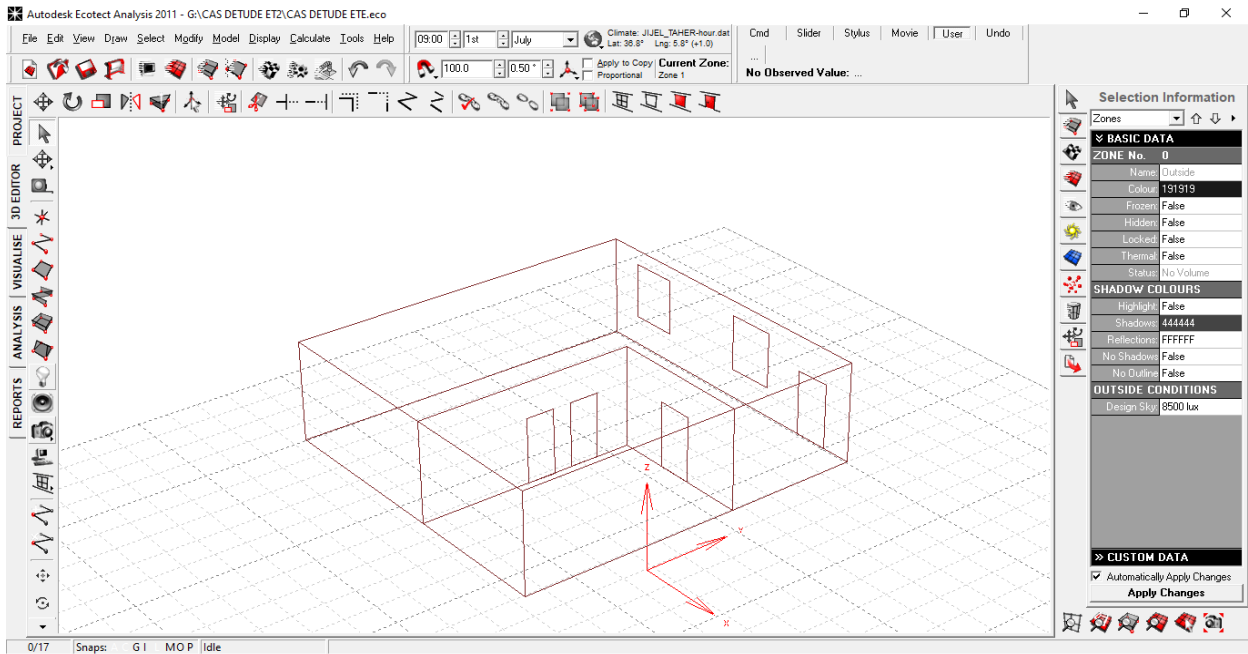 Autodesk Ecotect Analysis 2011 - G:\CAS DETUDE ET2\CAS DETUDE ETE.eco
File Edit View Draw Select Modify Model Display Calculate Tools Help
09:00 1st July
Climate: JIJEL_TAHER-hour.dat
Lat: 36.8° Lng: 5.8° (+1.0)
Cmd Slider Stylus Movie User Undo
...
100.0 0.50 °
Apply to Copy
Proportional
Current Zone:
Zone 1
No Observed Value: ...
PROJECT
3D EDITOR
VISUALISE
ANALYSIS
REPORTS
Z
Y
X
Selection Information
Zones
BASIC DATA
ZONE No. 0
Name: Outside
Colour: 191919
Frozen: False
Hidden: False
Locked: False
Thermal: False
Status: No Volume
SHADOW COLOURS
Highlight: False
Shadows: 444444
Reflections: FFFFFF
No Shadows False
No Outline False
OUTSIDE CONDITIONS
Design Sky: 8500 lux
» CUSTOM DATA
Automatically Apply Changes
Apply Changes
0/17 Snaps: G I M O P Idle